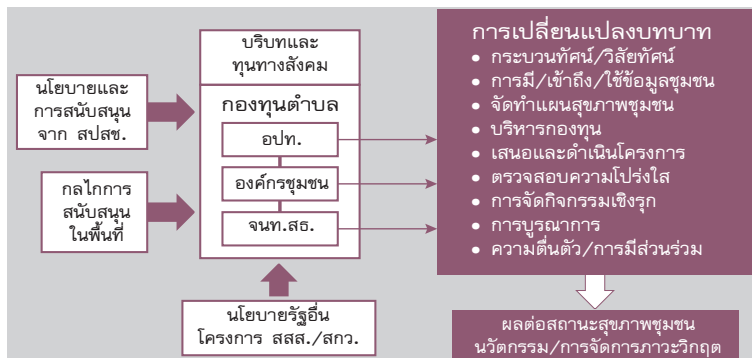 นโยบายและ
การสนับสนุน
จาก สปสช.
กลไกการ
สนับสนุน
ในพื้นที่
บริบทและ
ทุนทางสังคม
กองทุนตำบล
อปท.
องค์กรชุมชน
จนท.สธ.
นโยบายรัฐอื่น
โครงการ สสส./สกว.
การเปลี่ยนแปลงบทบาท
• กระบวนทัศน์/วิสัยทัศน์
• การมี/เข้าถึง/ใช้ข้อมูลชุมชน
• จัดทำแผนสุขภาพชุมชน
• บริหารกองทุน
• เสนอและดำเนินโครงการ
• ตรวจสอบความโปร่งใส
• การจัดกิจกรรมเชิงรุก
• การบูรณาการ
• ความตื่นตัว/การมีส่วนร่วม
ผลต่อสถานะสุขภาพชุมชน
นวัตกรรม/การจัดการภาวะวิกฤต